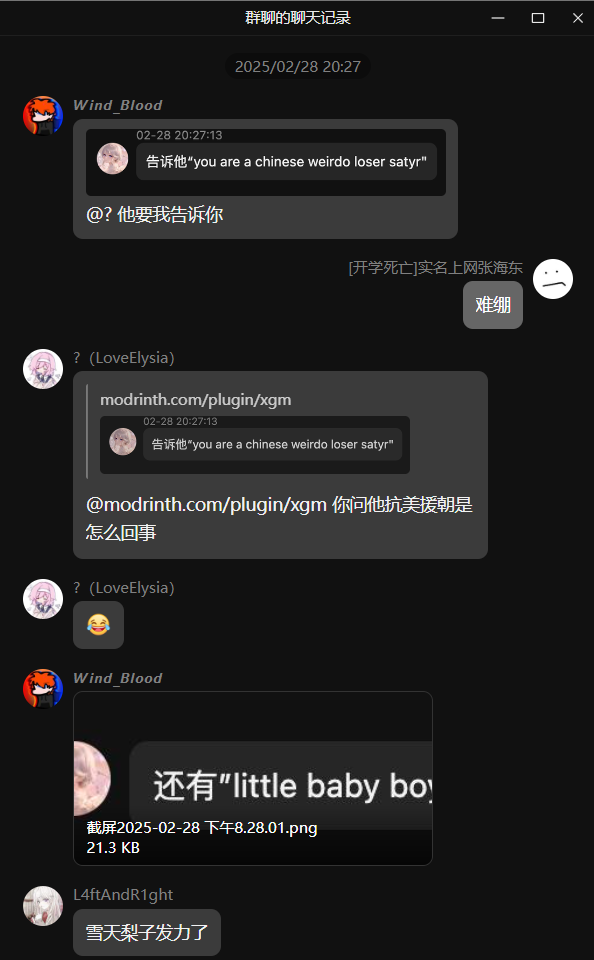 群聊的聊天记录
2025/02/28 20:27
Wind_Blood
02-28 20:27:13
告诉他“you are a chinese weirdo loser satyr"
@? 他要我告诉你
[开学死亡]实名上网张海东
难绷
?（LoveElysia）
modrinth.com/plugin/xgm
02-28 20:27:13
告诉他“you are a chinese weirdo loser satyr"
@modrinth.com/plugin/xgm 你问他抗美援朝是
怎么回事
?（LoveElysia）
😂
Wind_Blood
还有”little baby boy
截屏2025-02-28 下午8.28.01.png
21.3 KB
L4ftAndR1ght
雪天梨子发力了